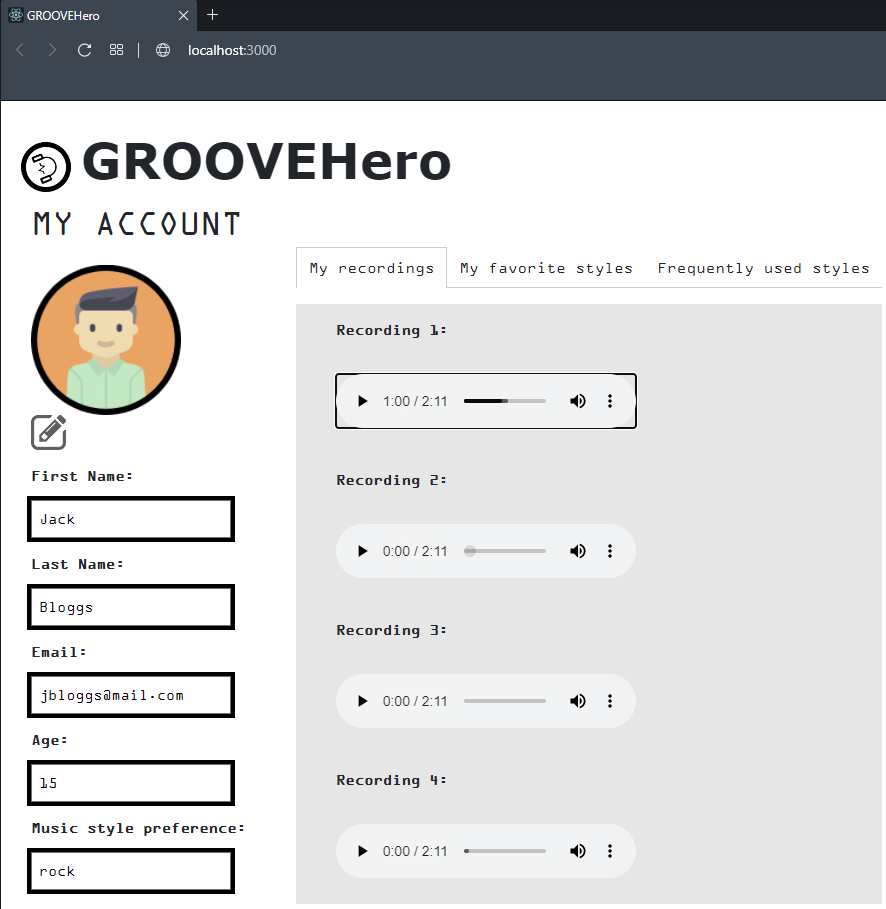 GROOVEHero
localhost:3000
GROOVEHero
MY ACCOUNT
My recordings My favorite styles Frequently used styles
First Name:
Jack
Last Name:
Bloggs
Email:
jbloggs@mail.com
Age:
15
Music style preference:
rock
Recording 1:
1:00 / 2:11
Recording 2:
0:00 / 2:11
Recording 3:
0:00 / 2:11
Recording 4:
0:00 / 2:11